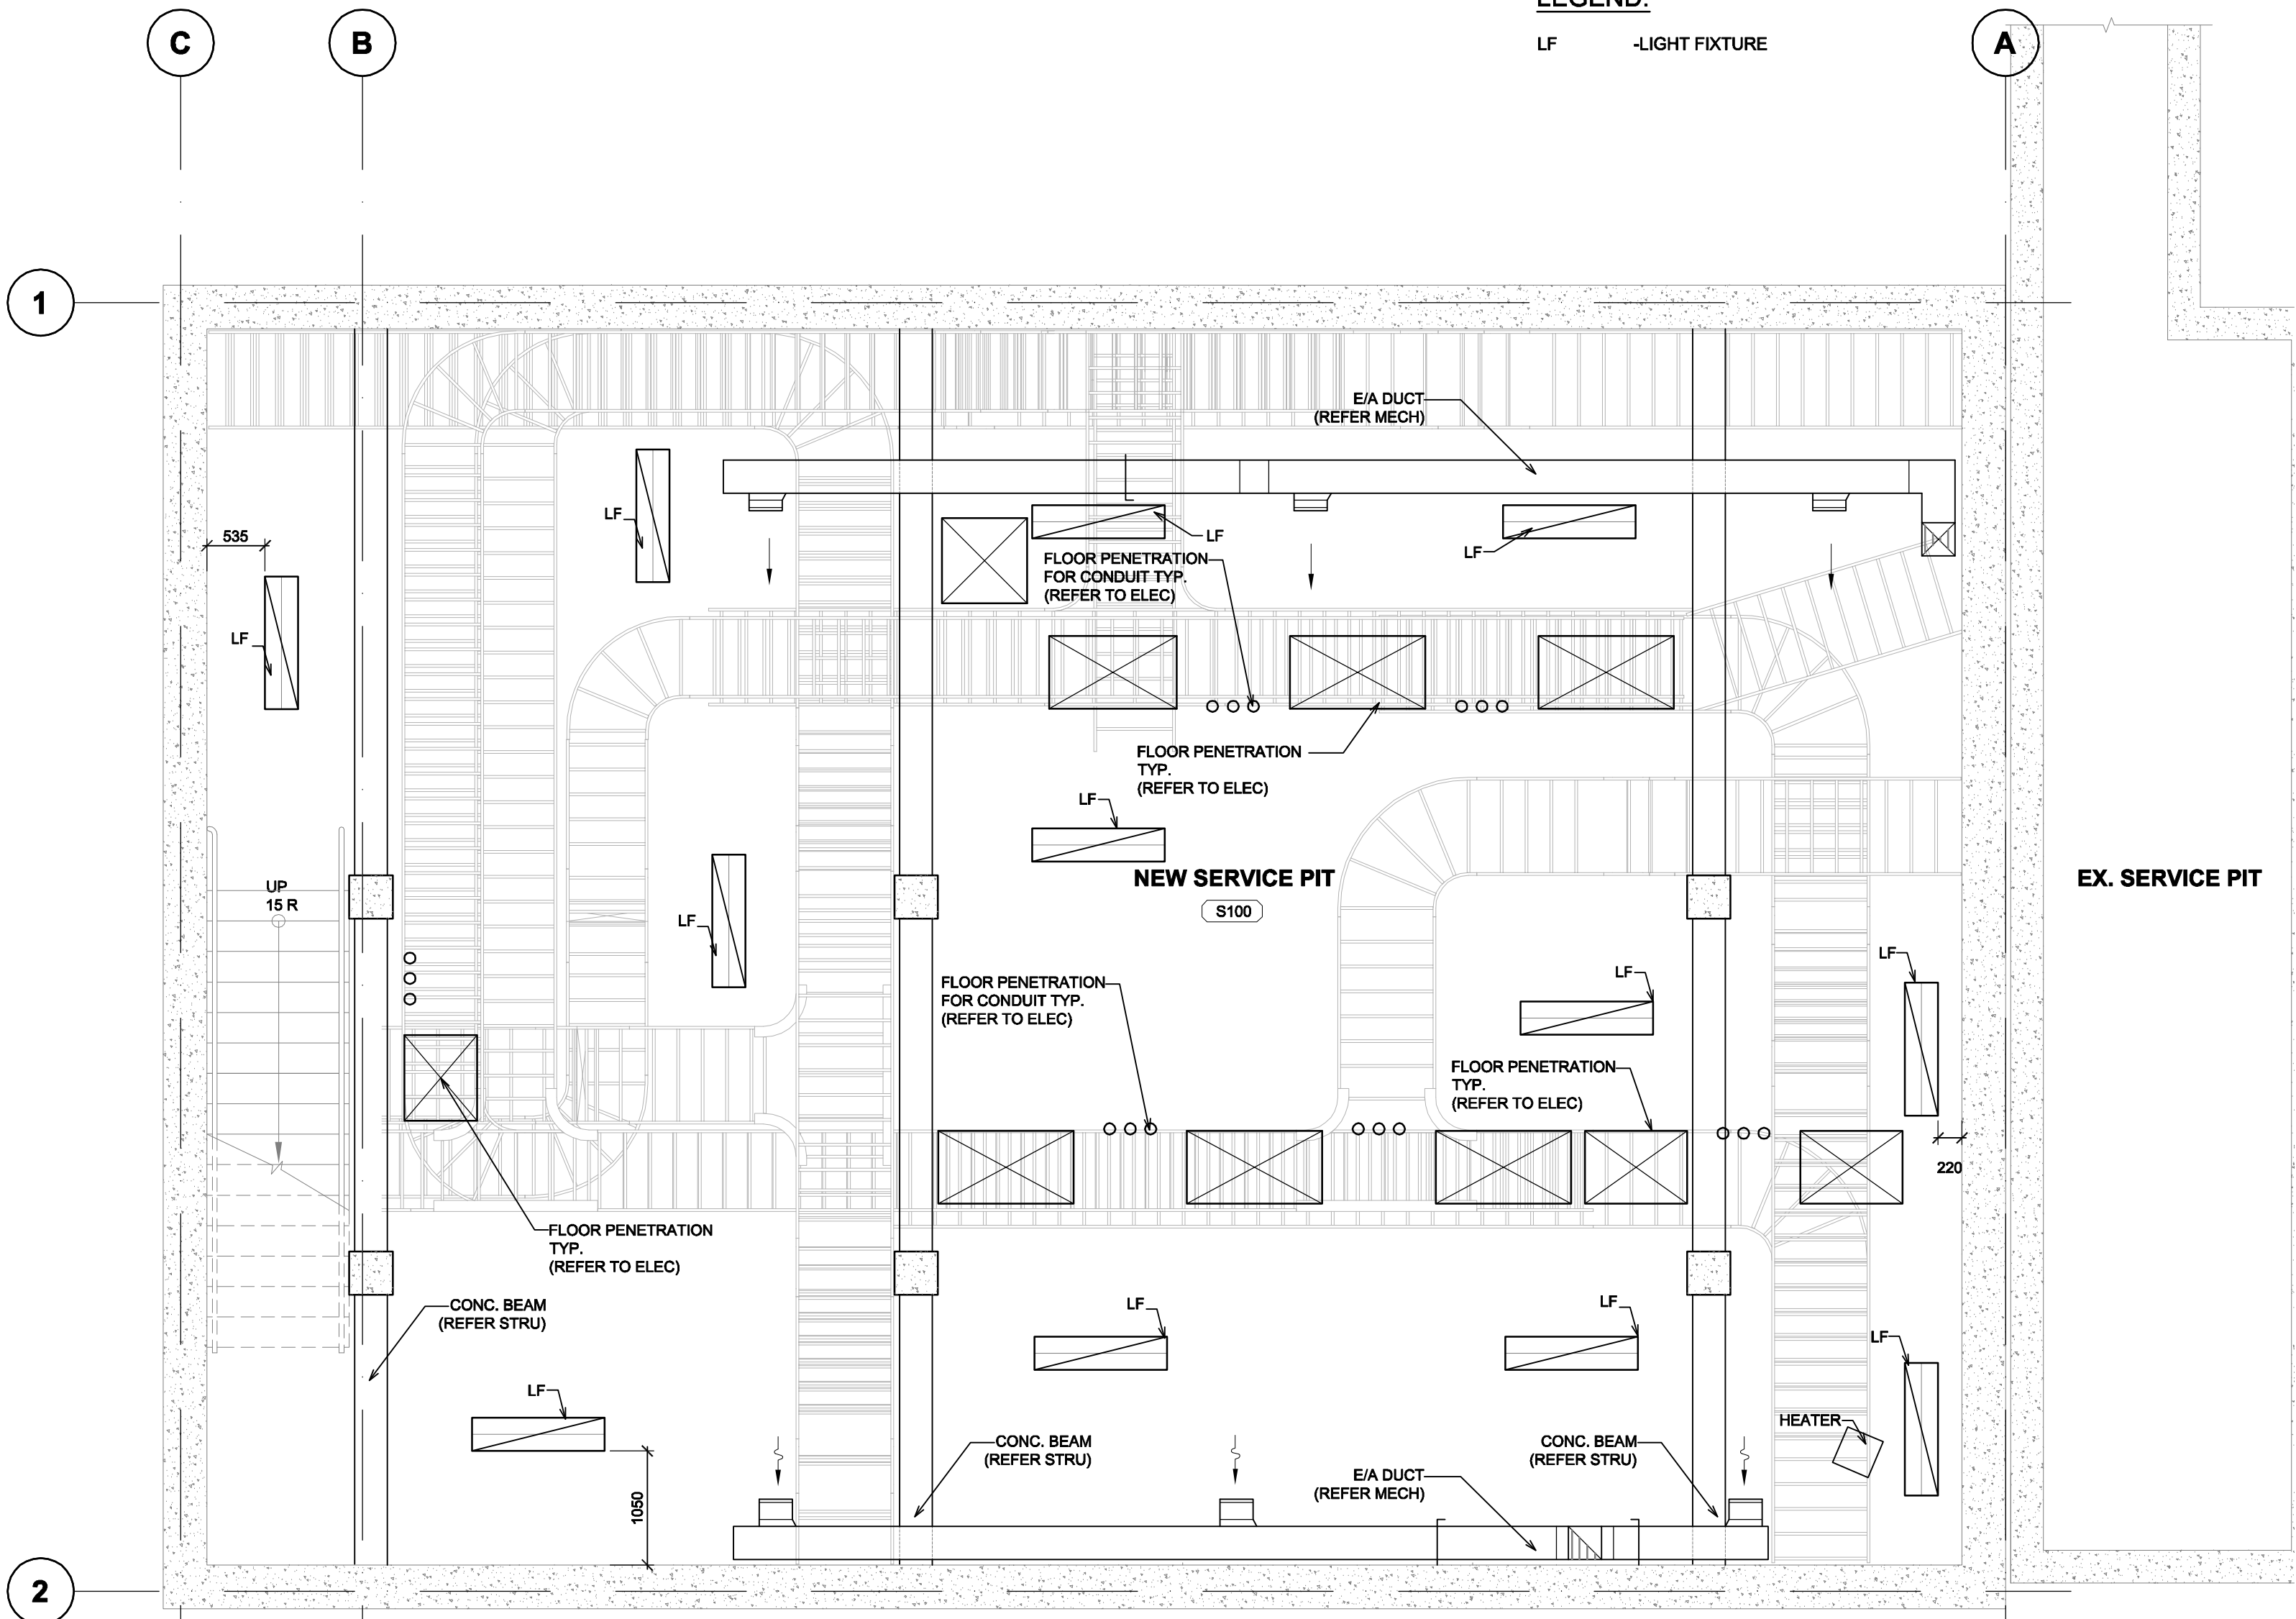 LEGEND:
LF -LIGHT FIXTURE
C
B
A
1
E/A DUCT
(REFER MECH)
LF
LF
LF
535
FLOOR PENETRATION
FOR CONDUIT TYP.
(REFER TO ELEC)
LF
FLOOR PENETRATION
TYP.
(REFER TO ELEC)
LF
NEW SERVICE PIT
S100
EX. SERVICE PIT
UP
15 R
LF
LF
LF
FLOOR PENETRATION
FOR CONDUIT TYP.
(REFER TO ELEC)
FLOOR PENETRATION
TYP.
(REFER TO ELEC)
220
FLOOR PENETRATION
TYP.
(REFER TO ELEC)
CONC. BEAM
(REFER STRU)
LF
LF
LF
LF
HEATER
CONC. BEAM
(REFER STRU)
CONC. BEAM
(REFER STRU)
E/A DUCT
(REFER MECH)
1050
2